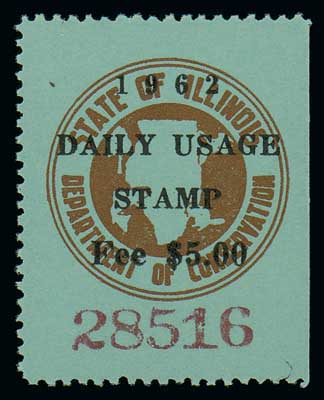 1962
STATE OF ILLINOIS
DAILY USAGE
STAMP
Fee $5.00
DEPARTMENT OF CONSERVATION
28516